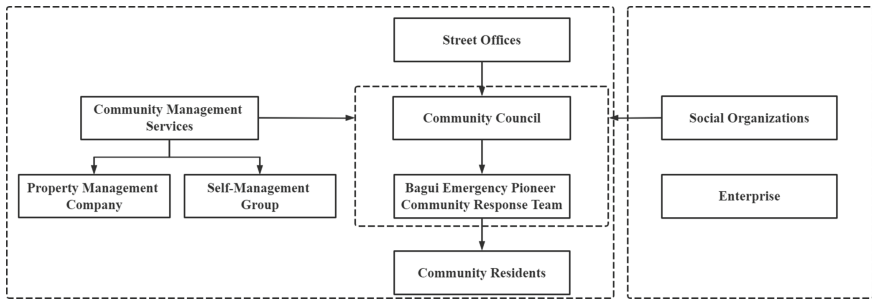 Street Offices
Community Management
Services
Community Council
Social Organizations
Property Management
Company
Self-Management
Group
Bagui Emergency Pioneer
Community Response Team
Enterprise
Community Residents